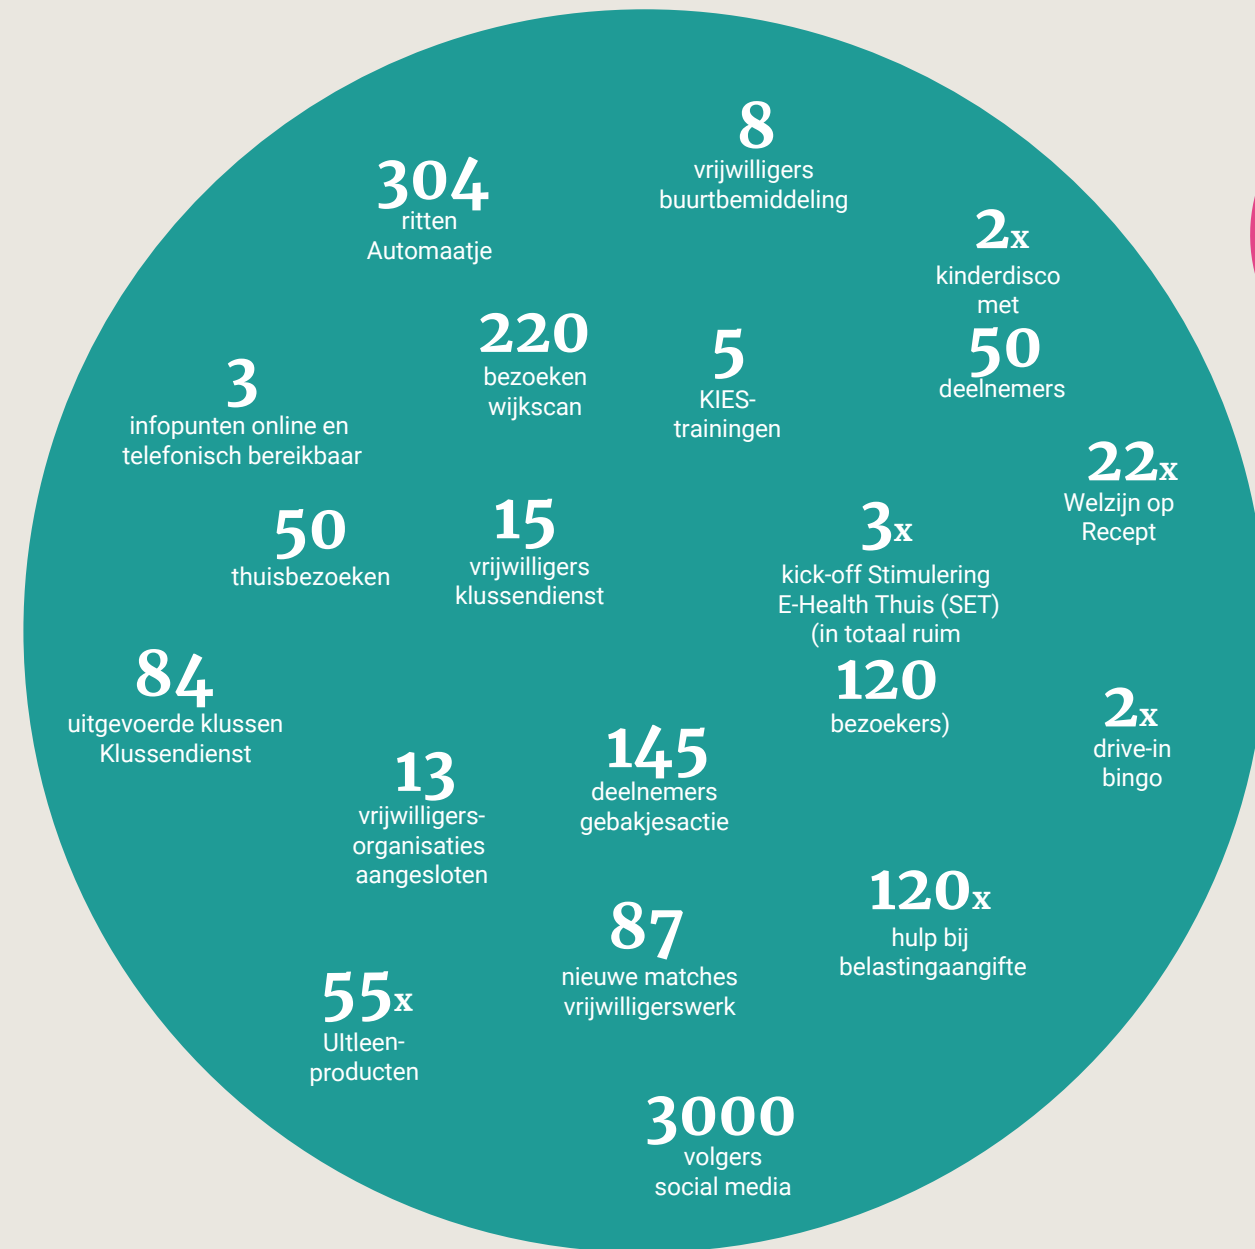 8
vrijwilligers
buurtbemiddeling
304
ritten
Automaatje
2x
kinderdisco
met
50
deelnemers
220
bezoeken
wijkscan
5
KIES-
trainingen
3
infopunten online en
telefonisch bereikbaar
22x
Welzijn op
Recept
50
thuisbezoeken
15
vrijwilligers
klussendienst
3x
kick-off Stimulering
E-Health Thuis (SET)
(in totaal ruim
120
bezoekers)
84
uitgevoerde klussen
Klussendienst
2x
drive-in
bingo
13
vrijwilligers-
organisaties
aangesloten
145
deelnemers
gebakjesactie
120x
hulp bij
belastingaangifte
87
nieuwe matches
vrijwilligerswerk
55x
UItleen-
producten
3000
volgers
social media